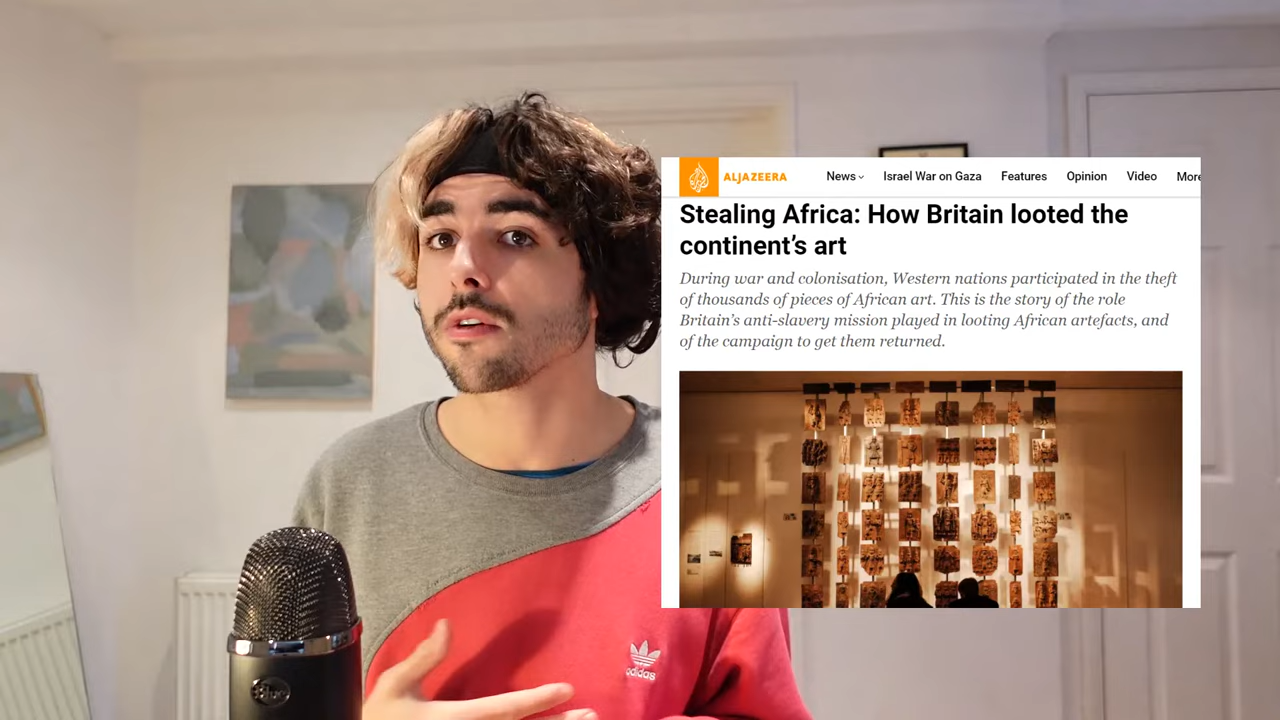 ALJAZEERA
News
Israel War on Gaza
Features
Opinion
Video
More
Stealing Africa: How Britain looted the
continent's art
During war and colonisation, Western nations participated in the theft
of thousands of pieces of African art. This is the story of the role
Britain's anti-slavery mission played in looting African artefacts, and
of the campaign to get them returned.
adidas
Blue